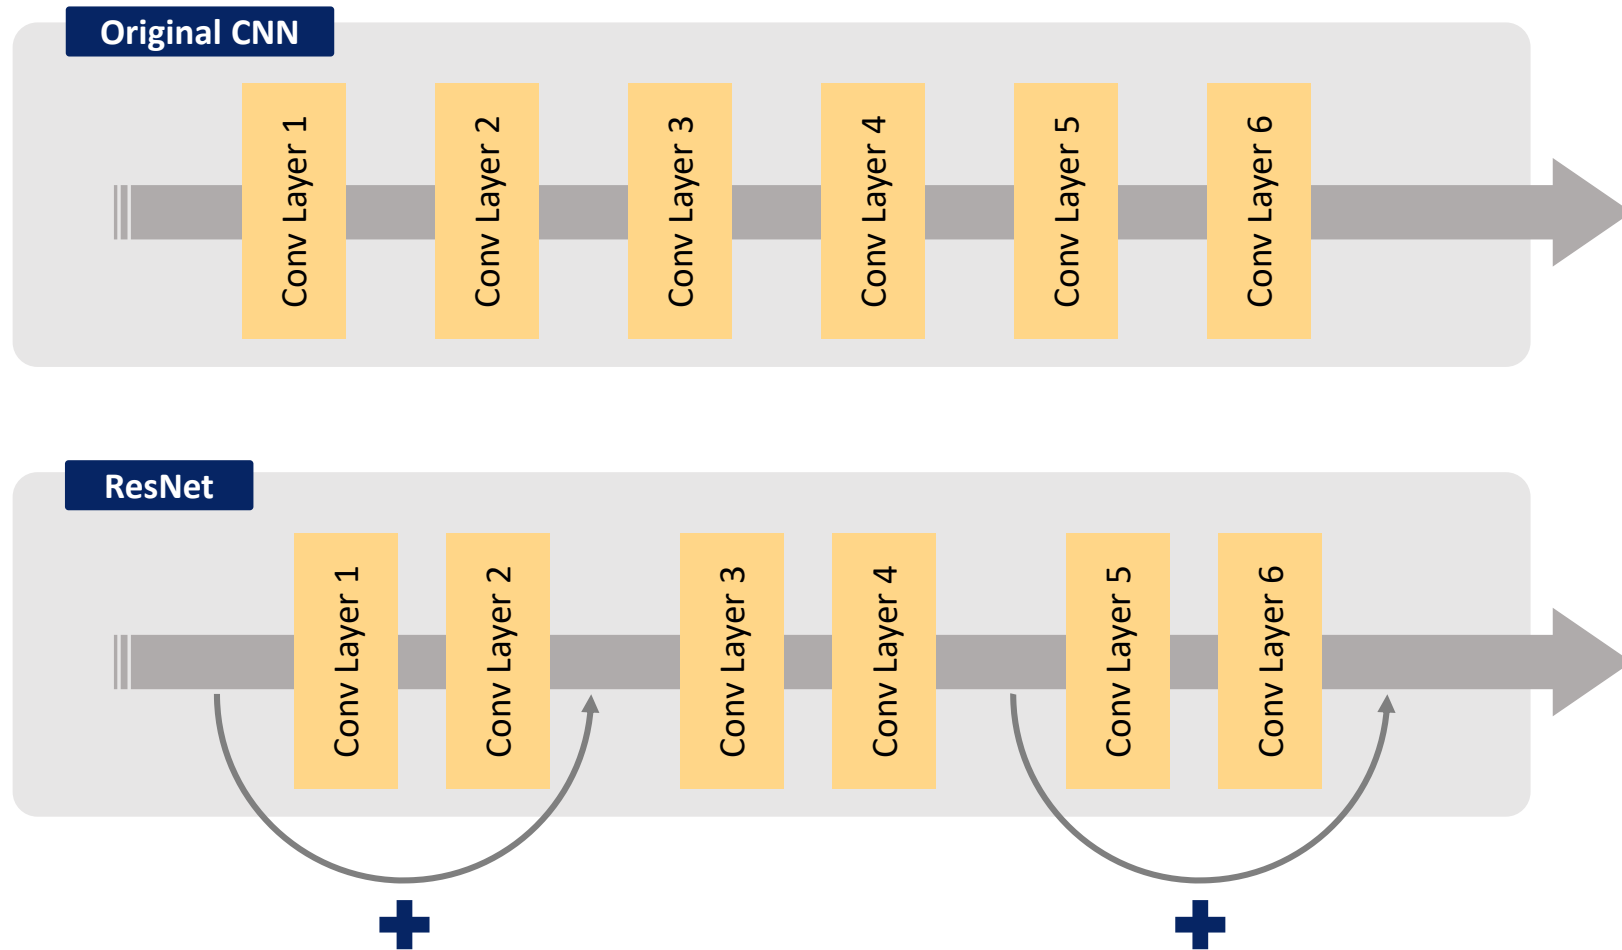 Original CNN
Conv Layer 1
Conv Layer 2
Conv Layer 3
Conv Layer 4
Conv Layer 5
Conv Layer 6
ResNet
Conv Layer 1
Conv Layer 2
Conv Layer 3
Conv Layer 4
Conv Layer 5
Conv Layer 6